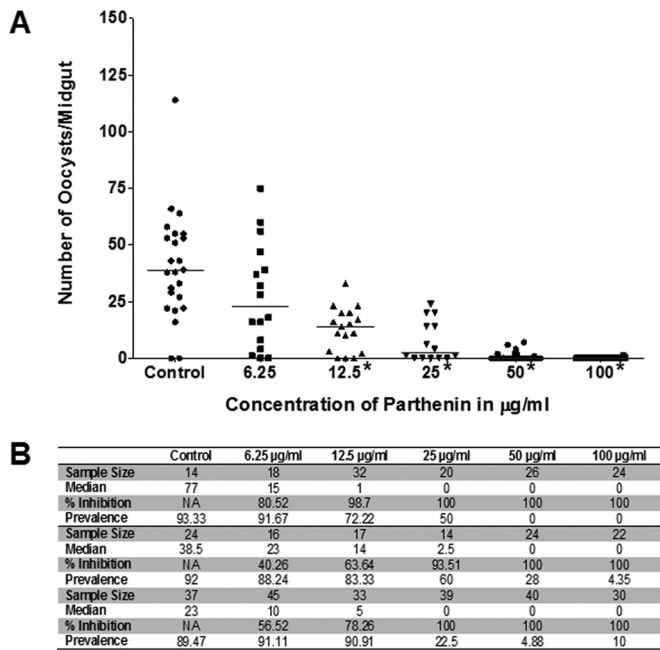 A
Number of Oocysts/Midgut
150
125
100
75
50
25
0
Control 6.25 12.5* 25* 50* 100*
Concentration of Parthenin in µg/ml
B
Control 6.25 µg/ml 12.5 µg/ml 25 µg/ml 50 µg/ml 100 µg/ml
Sample Size 14 18 32 20 26 24
Median 77 15 1 0 0 0
% Inhibition NA 80.52 98.7 100 100 100
Prevalence 93.33 91.67 72.22 50 0 0
Sample Size 24 16 17 14 24 22
Median 38.5 23 14 2.5 0 0
% Inhibition NA 40.26 63.64 93.51 100 100
Prevalence 92 88.24 83.33 60 28 4.35
Sample Size 37 45 33 39 40 30
Median 23 10 5 0 0 0
% Inhibition NA 56.52 78.26 100 100 100
Prevalence 89.47 91.11 90.91 22.5 4.88 10